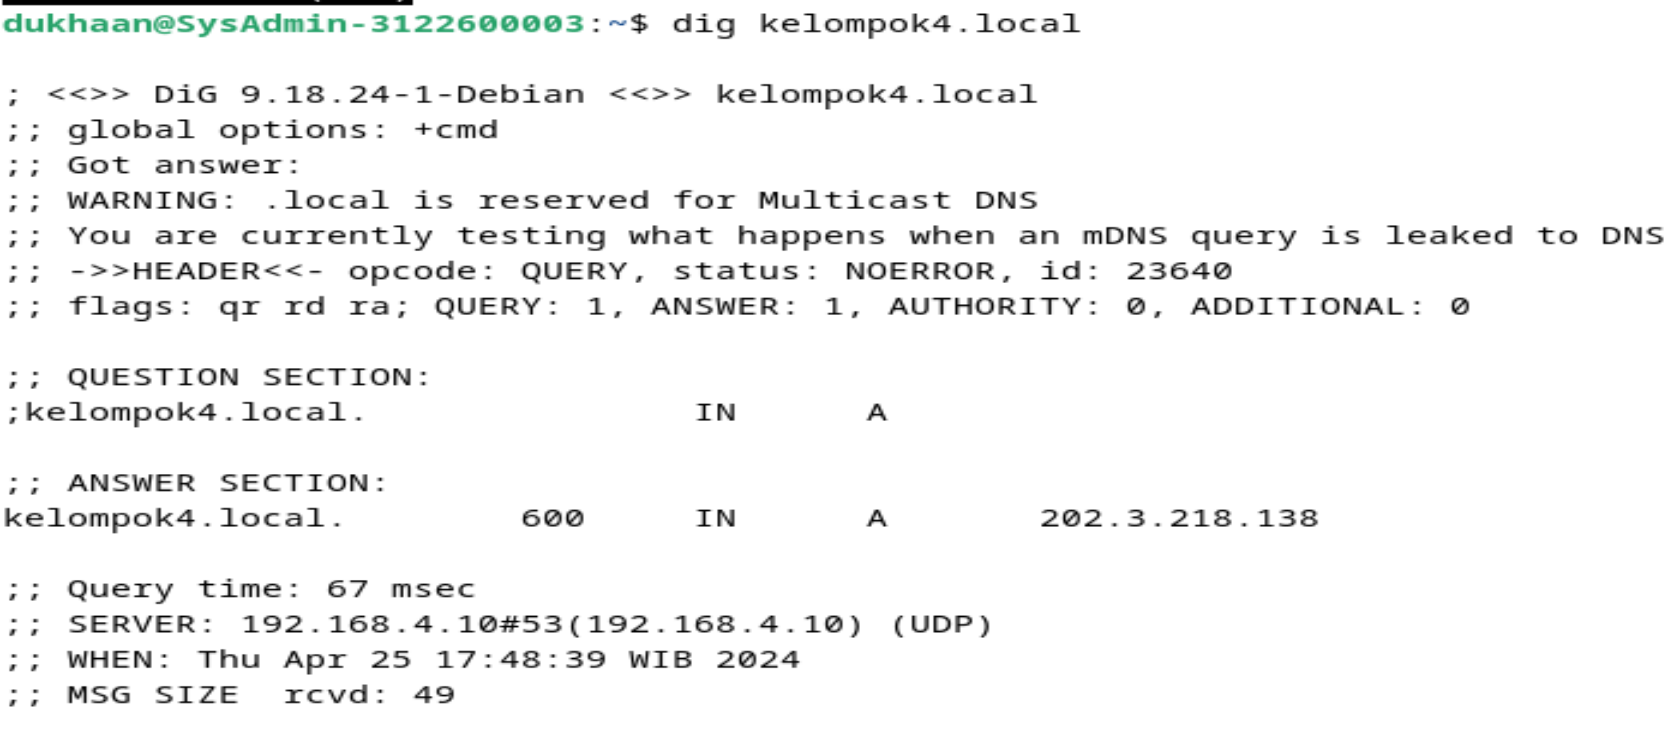 dukhaan@SysAdmin-3122600003:~$ dig kelompok4.local
; <<>> DiG 9.18.24-1-Debian <<>> kelompok4.local
;; global options: +cmd
;; Got answer:
;; WARNING: .local is reserved for Multicast DNS
;; You are currently testing what happens when an mDNS query is leaked to DNS
;; ->>HEADER<<- opcode: QUERY, status: NOERROR, id: 23640
;; flags: qr rd ra; QUERY: 1, ANSWER: 1, AUTHORITY: 0, ADDITIONAL: 0
;; QUESTION SECTION:
;kelompok4.local. IN A
;; ANSWER SECTION:
kelompok4.local. 600 IN A 202.3.218.138
;; Query time: 67 msec
;; SERVER: 192.168.4.10#53(192.168.4.10) (UDP)
;; WHEN: Thu Apr 25 17:48:39 WIB 2024
;; MSG SIZE rcvd: 49